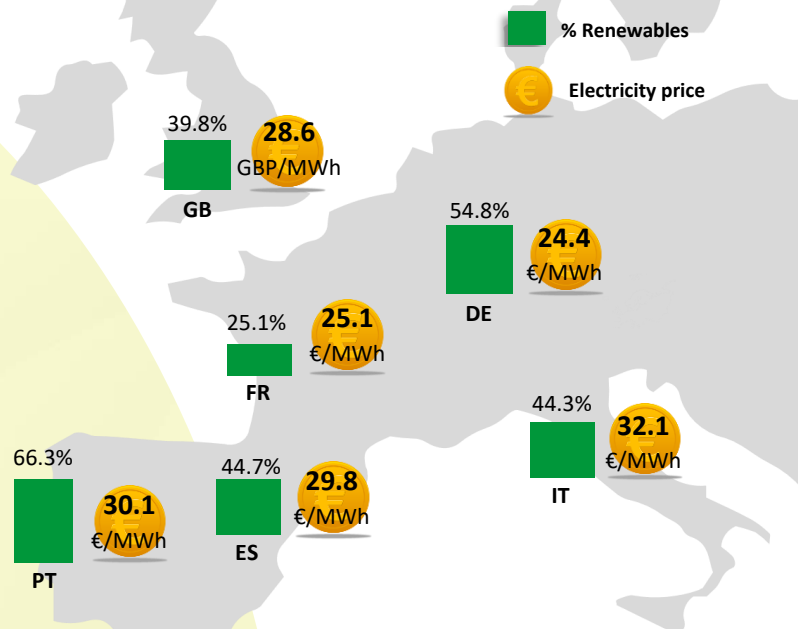 % Renewables
Electricity price
39.8%
28.6
GBP/MWh
GB
54.8%
24.4
€/MWh
DE
25.1%
25.1
€/MWh
FR
44.3%
32.1
€/MWh
IT
66.3%
30.1
€/MWh
PT
44.7%
29.8
€/MWh
ES